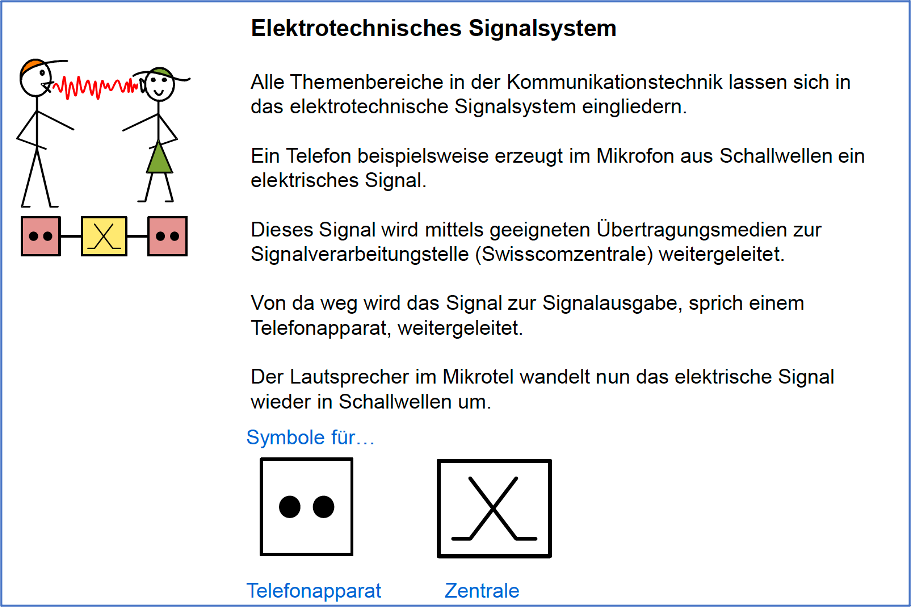 Elektrotechnisches Signalsystem
Alle Themenbereiche in der Kommunikationstechnik lassen sich in
das elektrotechnische Signalsystem eingliedern.
Ein Telefon beispielsweise erzeugt im Mikrofon aus Schallwellen ein
elektrisches Signal.
Dieses Signal wird mittels geeigneten Übertragungsmedien zur
Signalverarbeitungstelle (Swisscomzentrale) weitergeleitet.
Von da weg wird das Signal zur Signalausgabe, sprich einem
Telefonapparat, weitergeleitet.
Der Lautsprecher im Mikrotel wandelt nun das elektrische Signal
wieder in Schallwellen um.
Symbole für…
Telefonapparat Zentrale